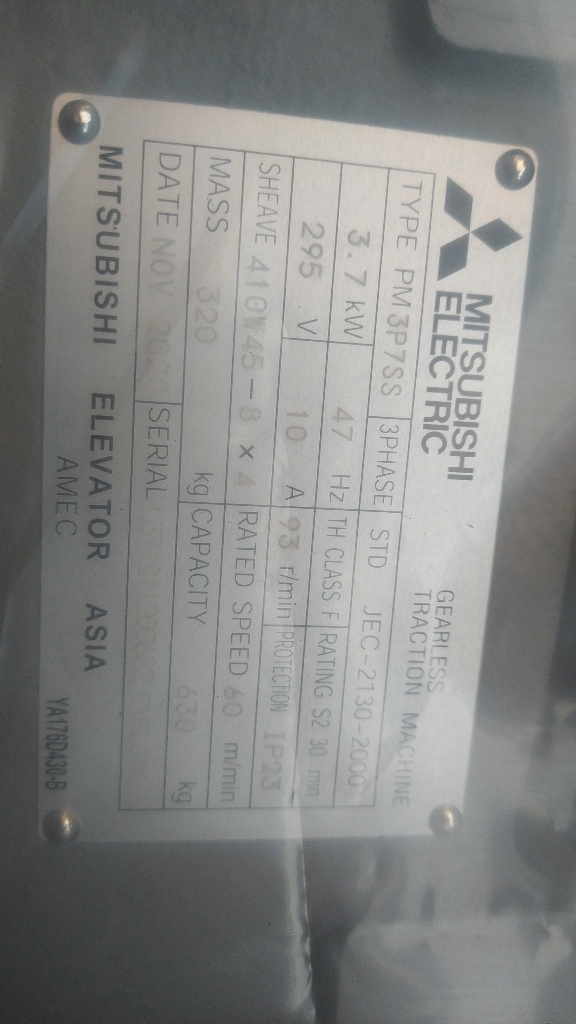 MITSUBISHI
ELECTRIC
GEARLESS
TRACTION MACHINE
TYPE PM3P7SS 3PHASE STD JEC-2130-2000
3.7 kW 47 Hz TH CLASS F RATING S2 30 min
295 V 10 A 93 r/min PROTECTION IP23
SHEAVE 410W45-8 x 4 RATED SPEED 60 m/min
MASS 320 kg CAPACITY 630 kg
DATE NOV SERIAL
MITSUBISHI ELEVATOR ASIA
AMEC
YA176D430-B